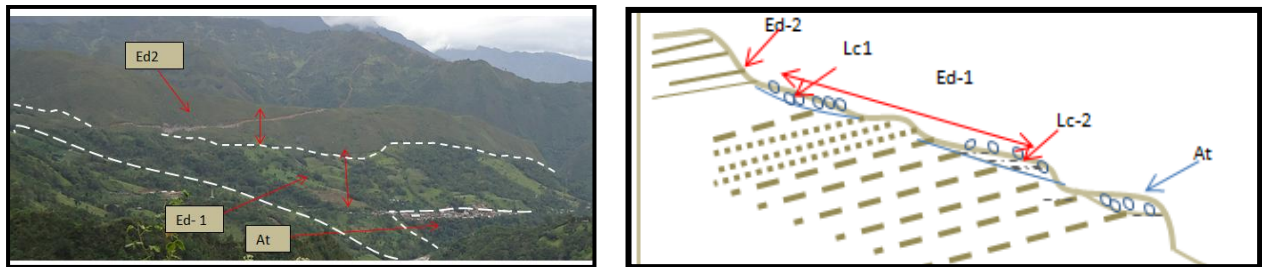 Ed2
Ed- 1
At
Ed-2
Lc1
Ed-1
Lc-2
At